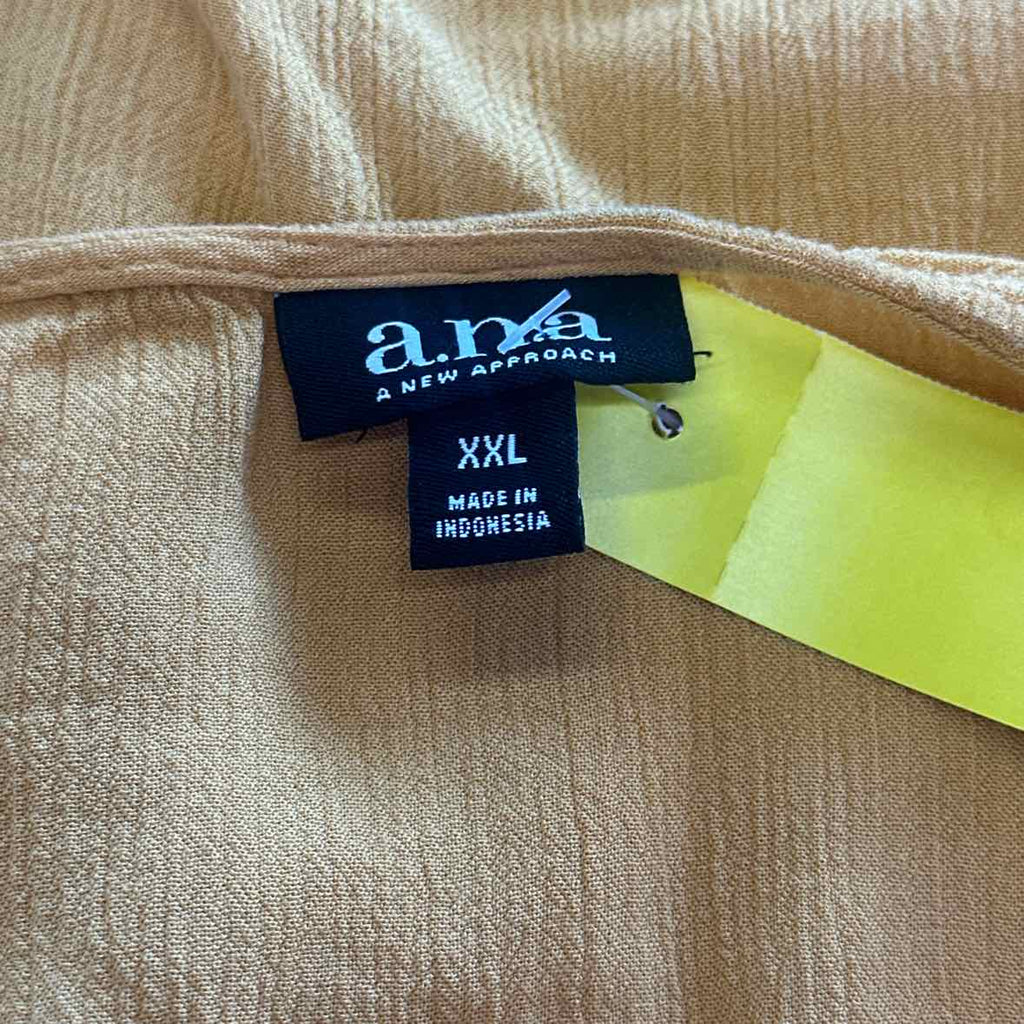 a.n.a
A NEW APPROACH
XXL
MADE IN
INDONESIA